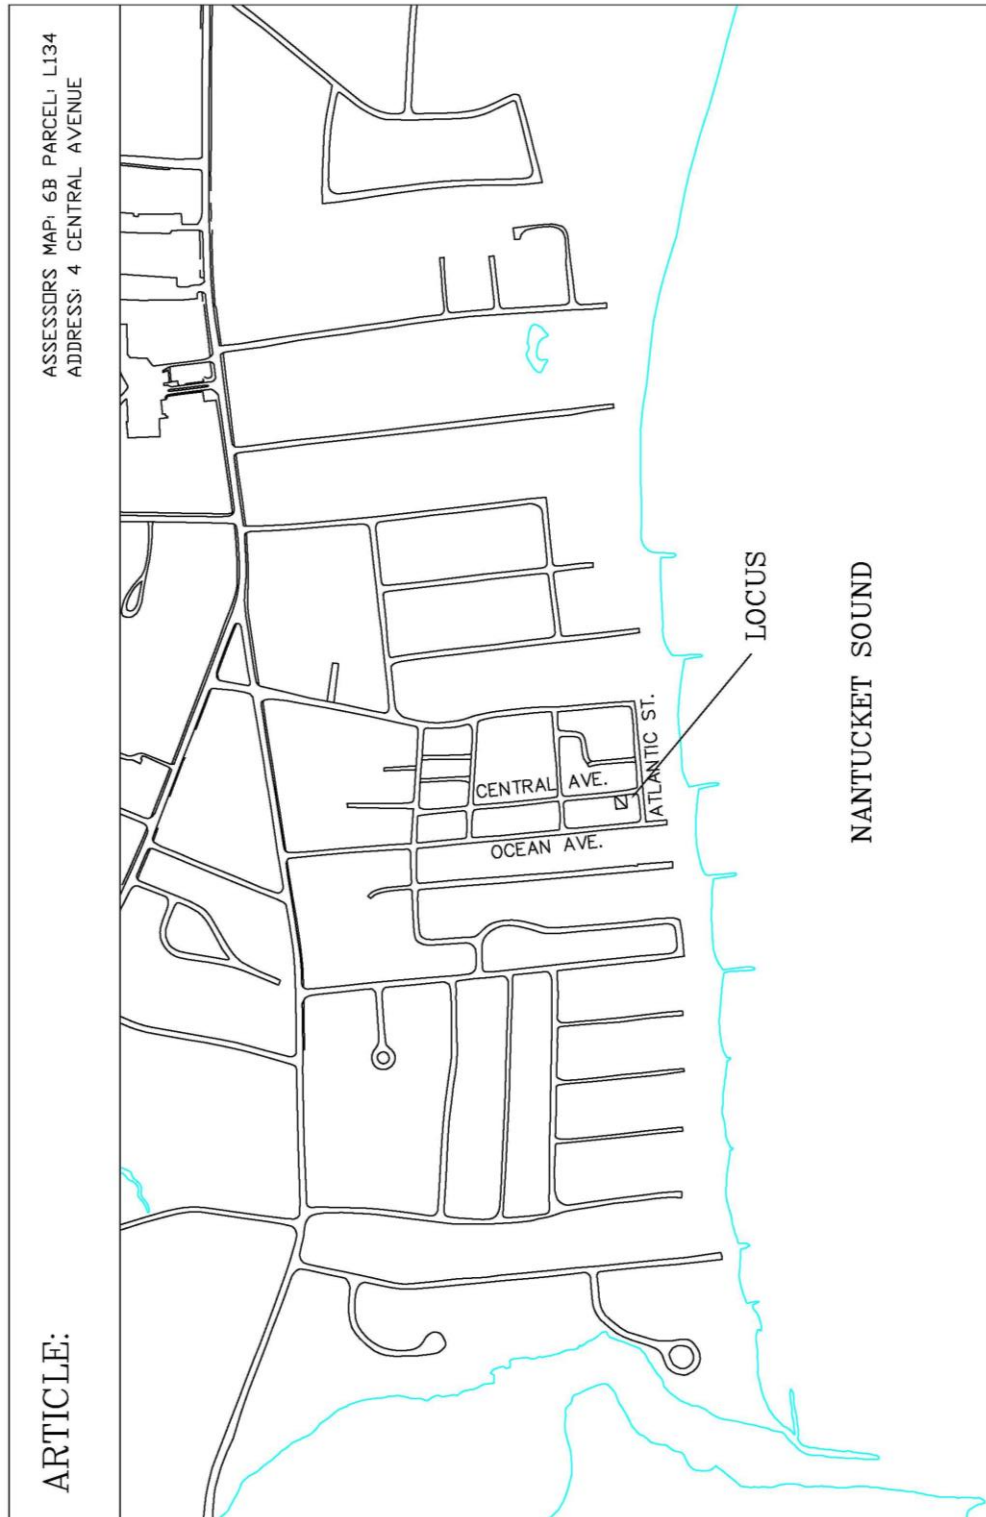 ARTICLE:
ASSESSORS MAP: 6B PARCEL: L134
ADDRESS: 4 CENTRAL AVENUE
CENTRAL AVE.
OCEAN AVE.
ATLANTIC ST.
LOCUS
NANTUCKET SOUND